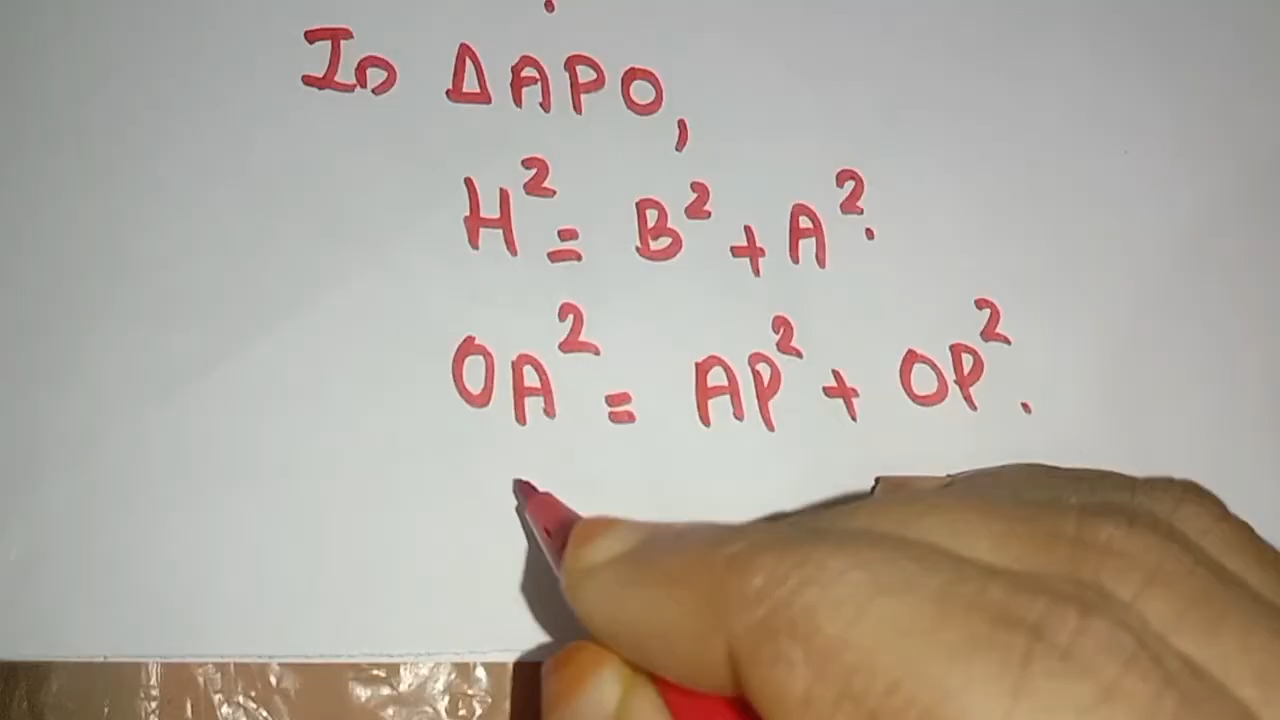 In ΔAPO,
H² = B² + A².
OA² = AP² + OP².